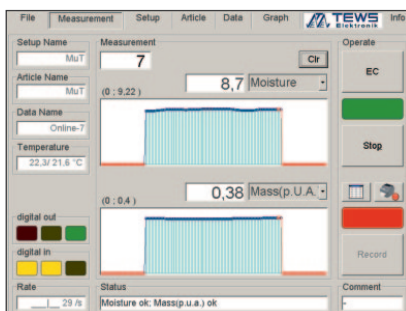 File Measurement Setup Article Data Graph TEWS Elektronik Info
Setup Name
MuT
Article Name
MuT
Data Name
Online-7
Temperature
22,3/ 21,6 °C
digital out
digital in
Rate
29 /s
Measurement
7
Clr
8,7 Moisture
(0 ; 9,22)
0,38 Mass(p.U.A.
(0 ; 0,4)
Status
Moisture ok; Mass(p.u.a.) ok
Operate
EC
Stop
Record
Comment
-